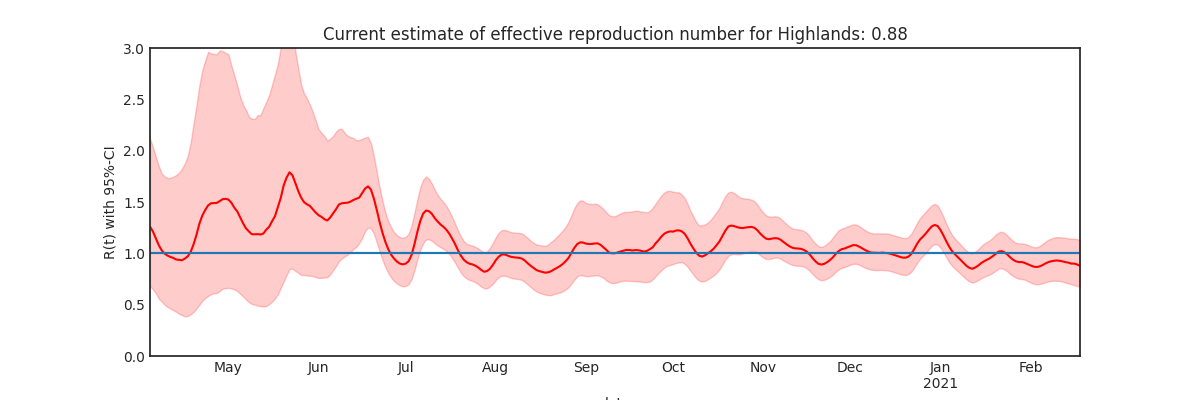 Current estimate of effective reproduction number for Highlands: 0.88
R(t) with 95%-CI
3.0
2.5
2.0
1.5
1.0
0.5
0.0
May Jun Jul Aug Sep Oct Nov Dec Jan Feb
2021